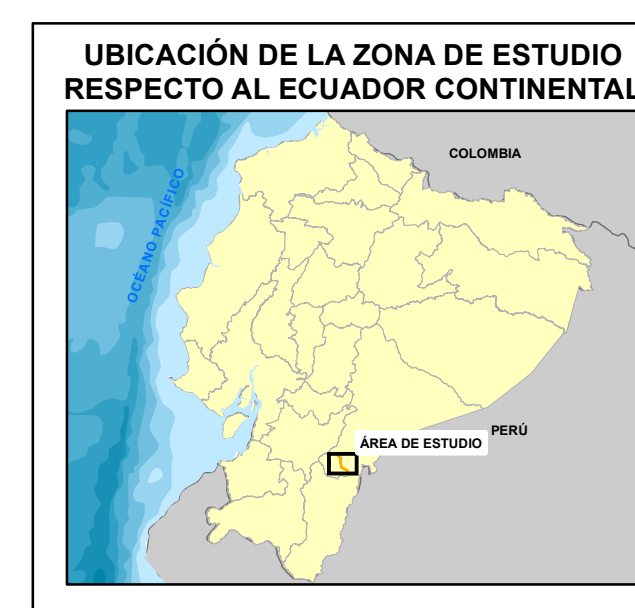 UBICACIÓN DE LA ZONA DE ESTUDIO
RESPECTO AL ECUADOR CONTINENTAL
COLOMBIA
OCÉANO PACÍFICO
PERÚ
ÁREA DE ESTUDIO